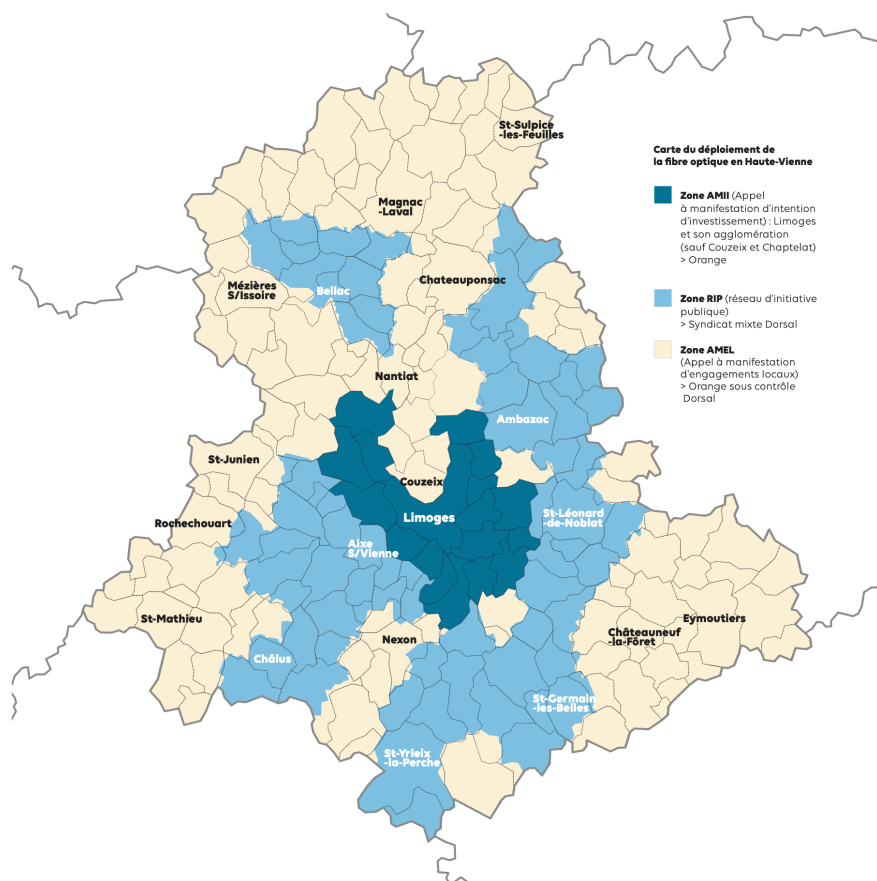 St-Sulpice
-les-Feuilles
Magnac
-Laval
Mézières
S/Issoire
Bellac
Chateauponsac
Nantiat
Ambazac
St-Junien
Couzeix
Rochechouart
Limoges
St-Léonard
-de-Noblat
Aixe
S/Vienne
St-Mathieu
Eymoutiers
Châteauneuf
-la-Fôret
Nexon
Châlus
St-Germain
-les-Belles
St-Yrieix
-la-Perche
Carte du déploiement de
la fibre optique en Haute-Vienne
Zone AMII (Appel
à manifestation d'intention
d'investissement) : Limoges
et son agglomération
(sauf Couzeix et Chaptelat)
> Orange
Zone RIP (réseau d'initiative
publique)
> Syndicat mixte Dorsal
Zone AMEL
(Appel à manifestation
d'engagements locaux)
> Orange sous contrôle
Dorsal